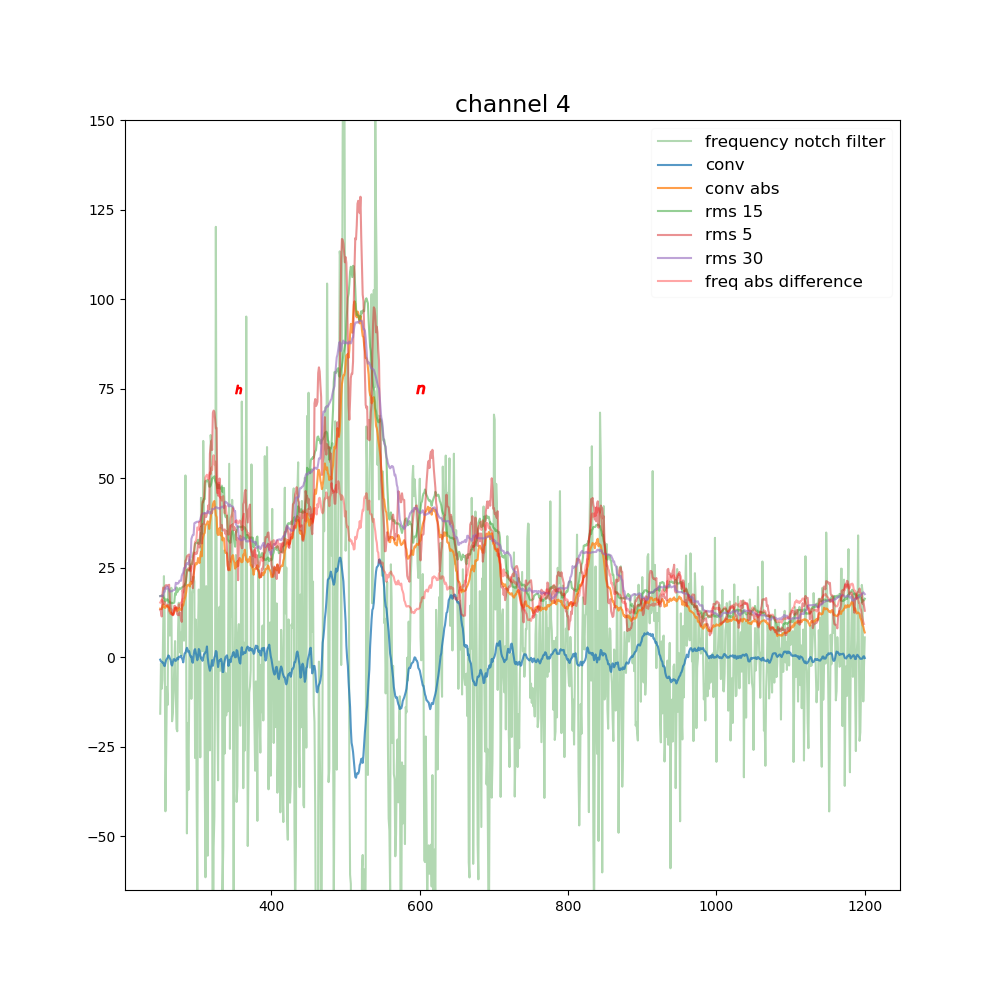 channel 4
150
125
100
75
50
25
0
−25
−50
400
600
800
1000
1200
frequency notch filter
conv
conv abs
rms 15
rms 5
rms 30
freq abs difference
h
n